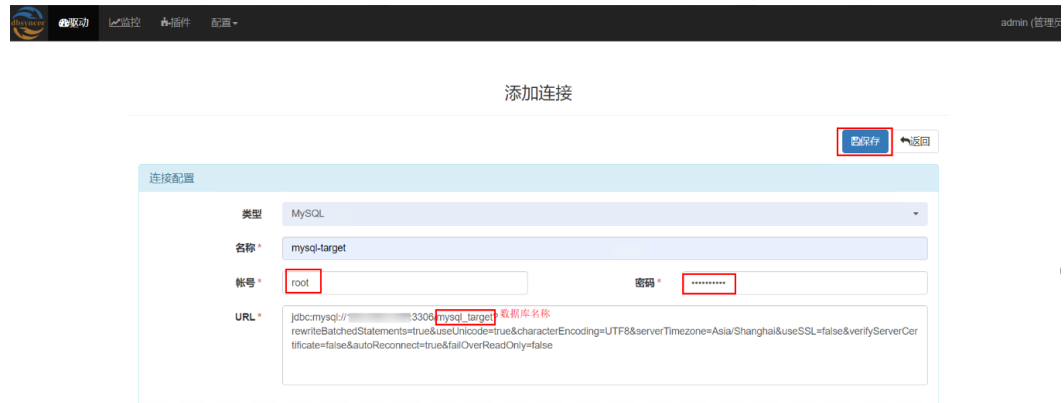 dbsyncer 驱动 监控 插件 配置 admin (管理员
添加连接
保存 返回
连接配置
类型 MySQL
名称 * mysql-target
帐号 * root 密码 * ••••••••••
URL * jdbc:mysql:// :3306/mysql_target? 数据库名称
rewriteBatchedStatements=true&useUnicode=true&characterEncoding=UTF8&serverTimezone=Asia/Shanghai&useSSL=false&verifyServerCer
tificate=false&autoReconnect=true&failOverReadOnly=false